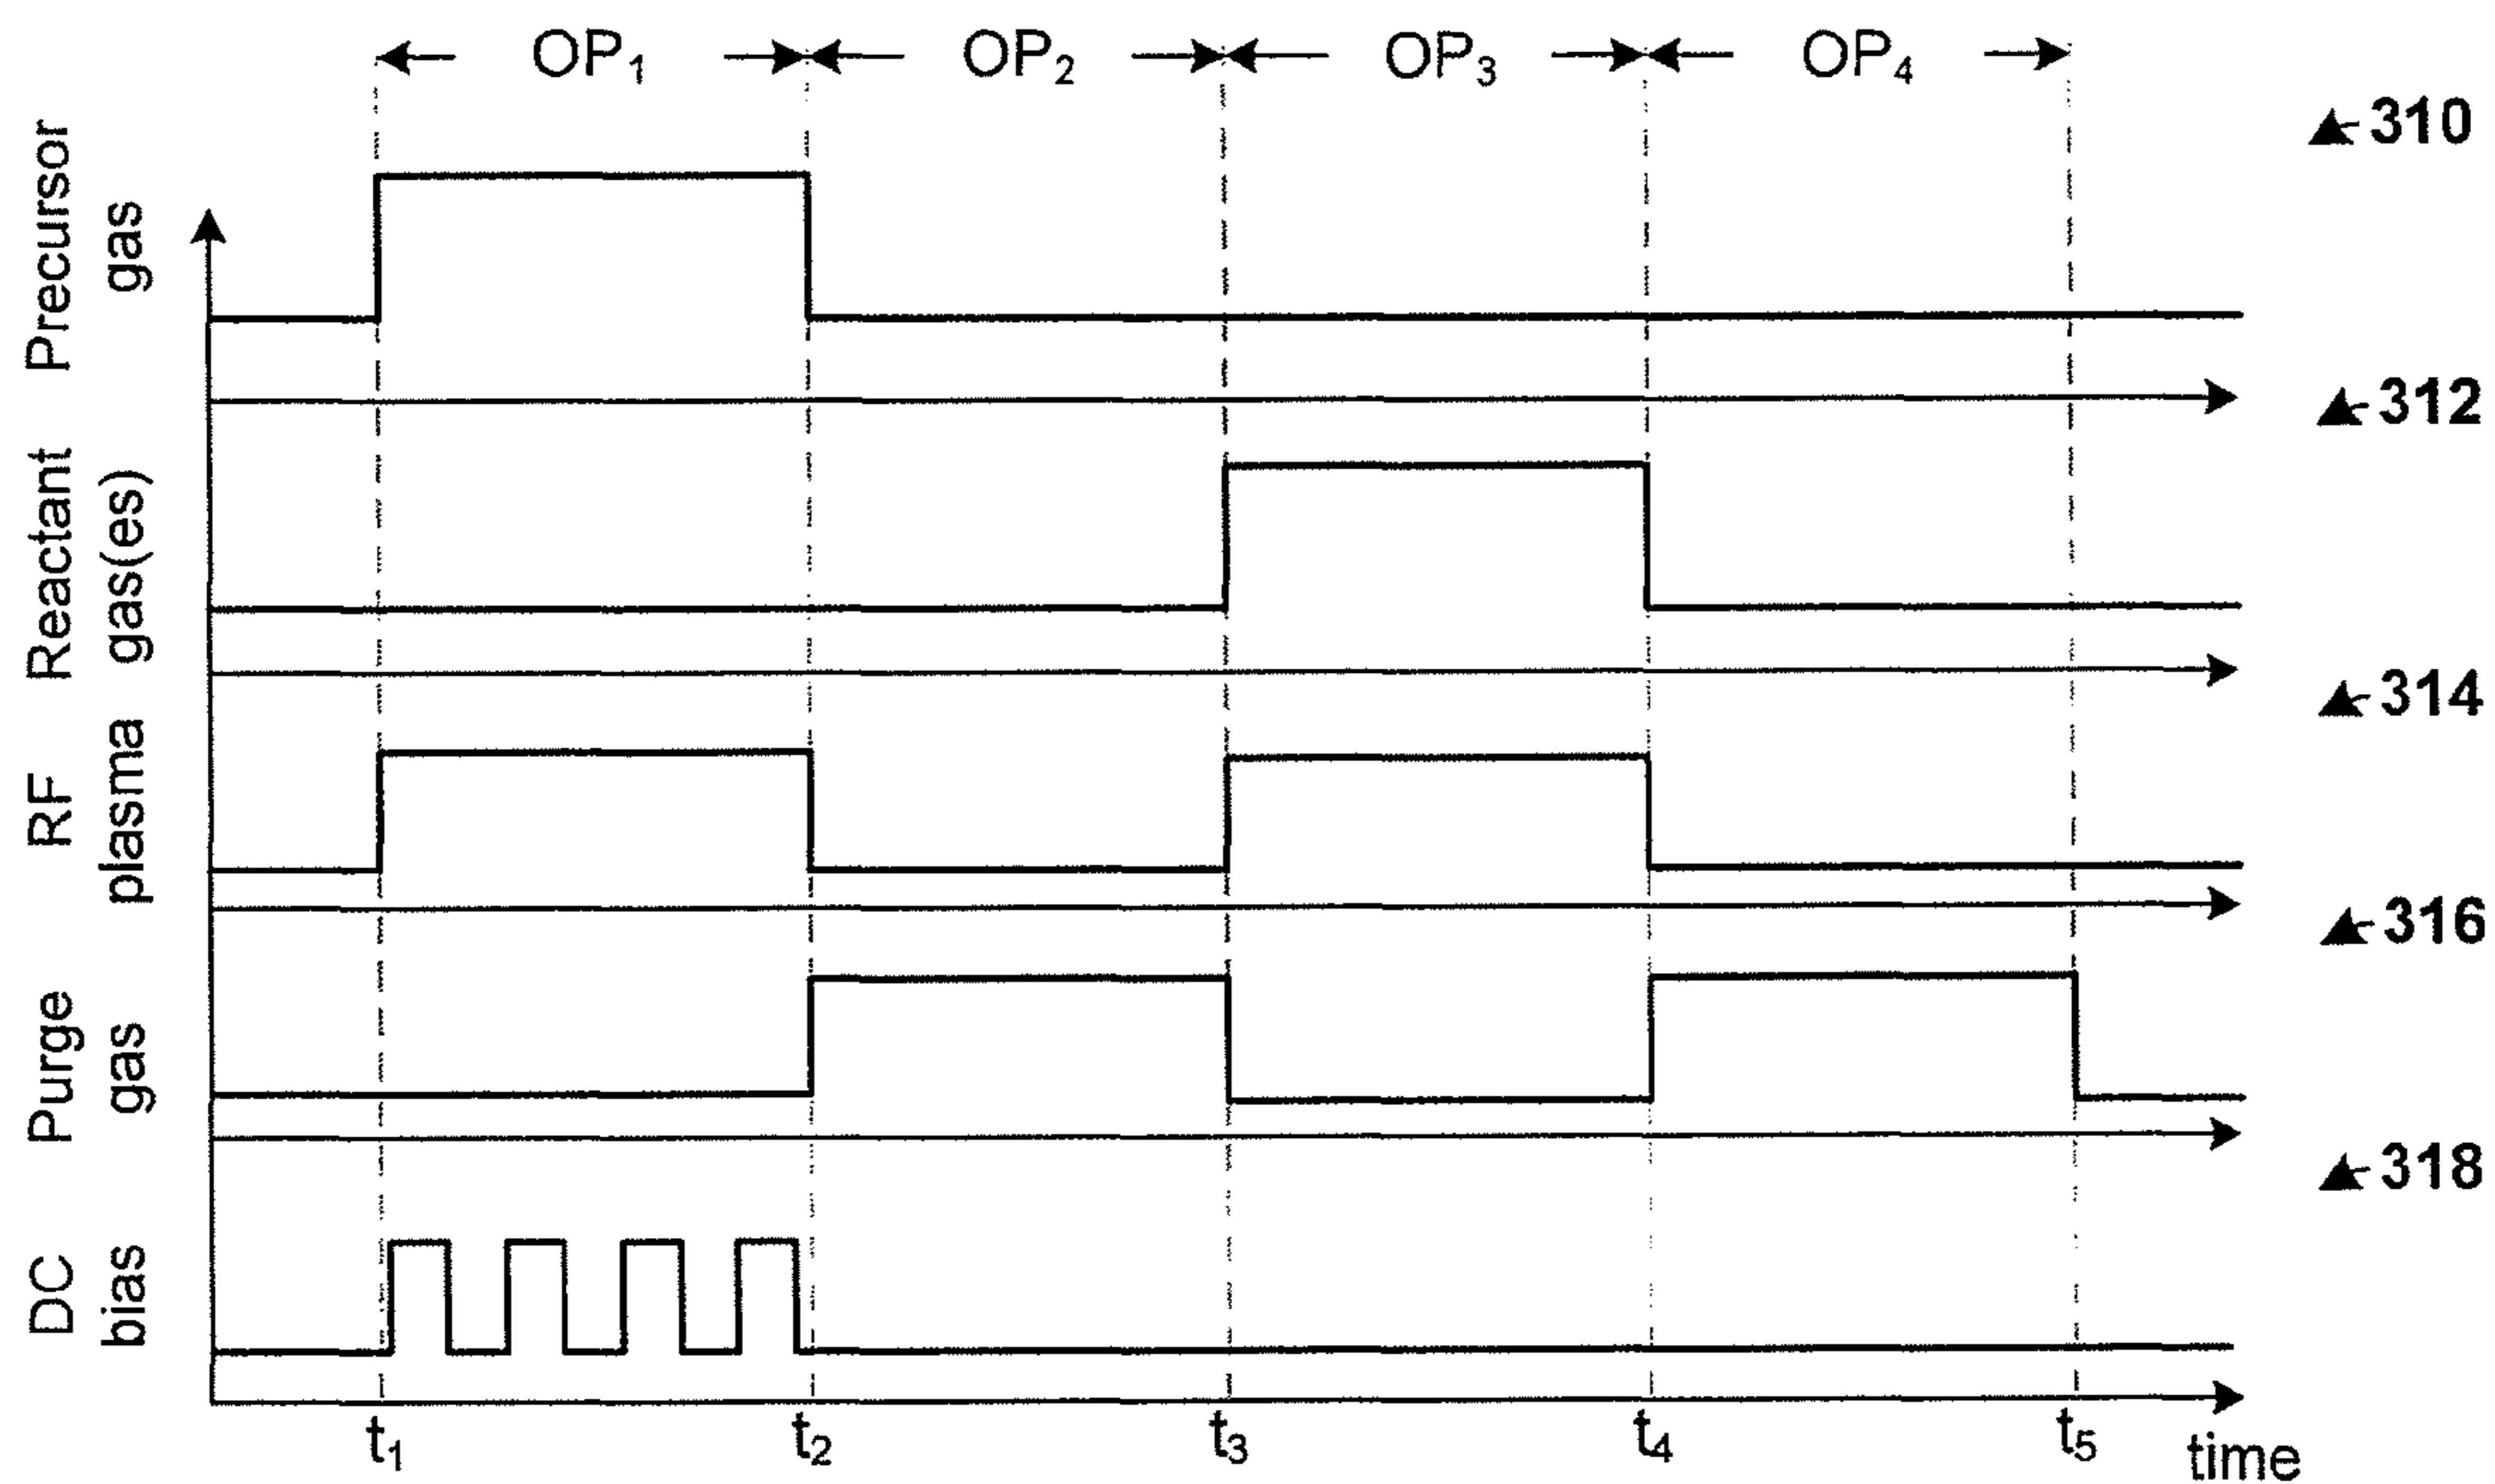 OP₁ OP₂ OP₃ OP₄
310
Precursor
gas
312
Reactant
gas(es)
314
RF
plasma
316
Purge
gas
318
DC
bias
t₁ t₂ t₃ t₄ t₅ time